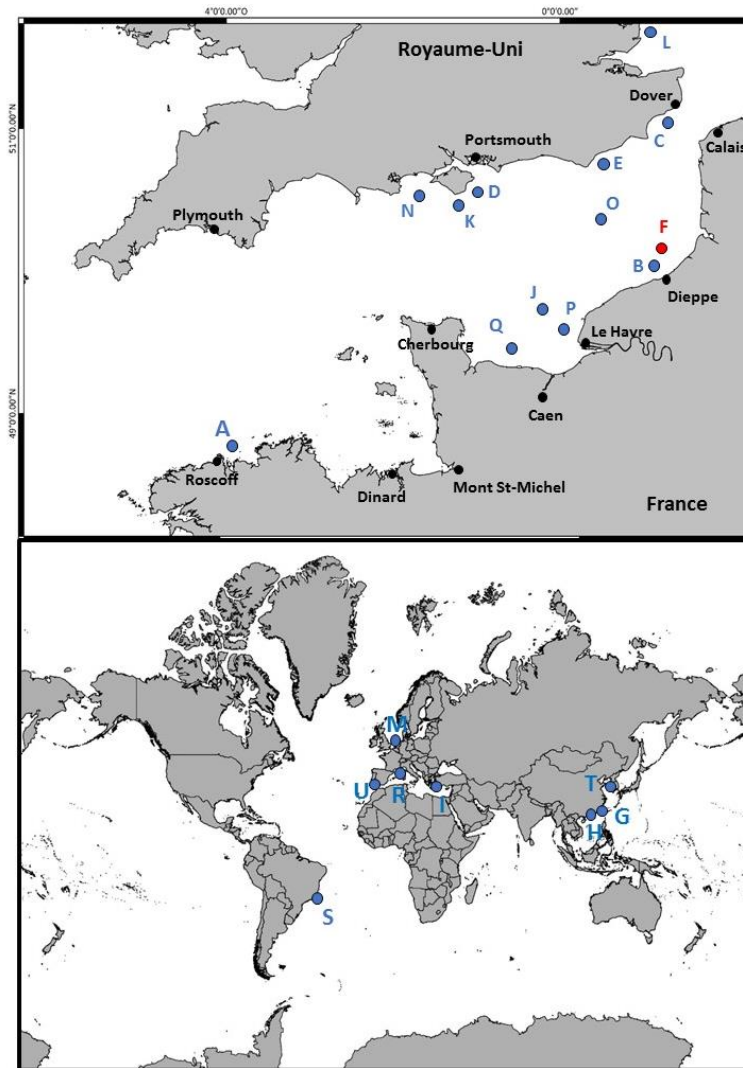 4°0'0.00"O
0°0'0.00"O
51°0'0.00"N
49°0'0.00"N
Royaume-Uni
L
Dover
C
Calais
Portsmouth
E
D
N
K
O
Plymouth
F
B
Dieppe
J
P
Q
Le Havre
Cherbourg
Caen
A
Roscoff
Dinard
Mont St-Michel
France
M
U
R
I
T
G
H
S